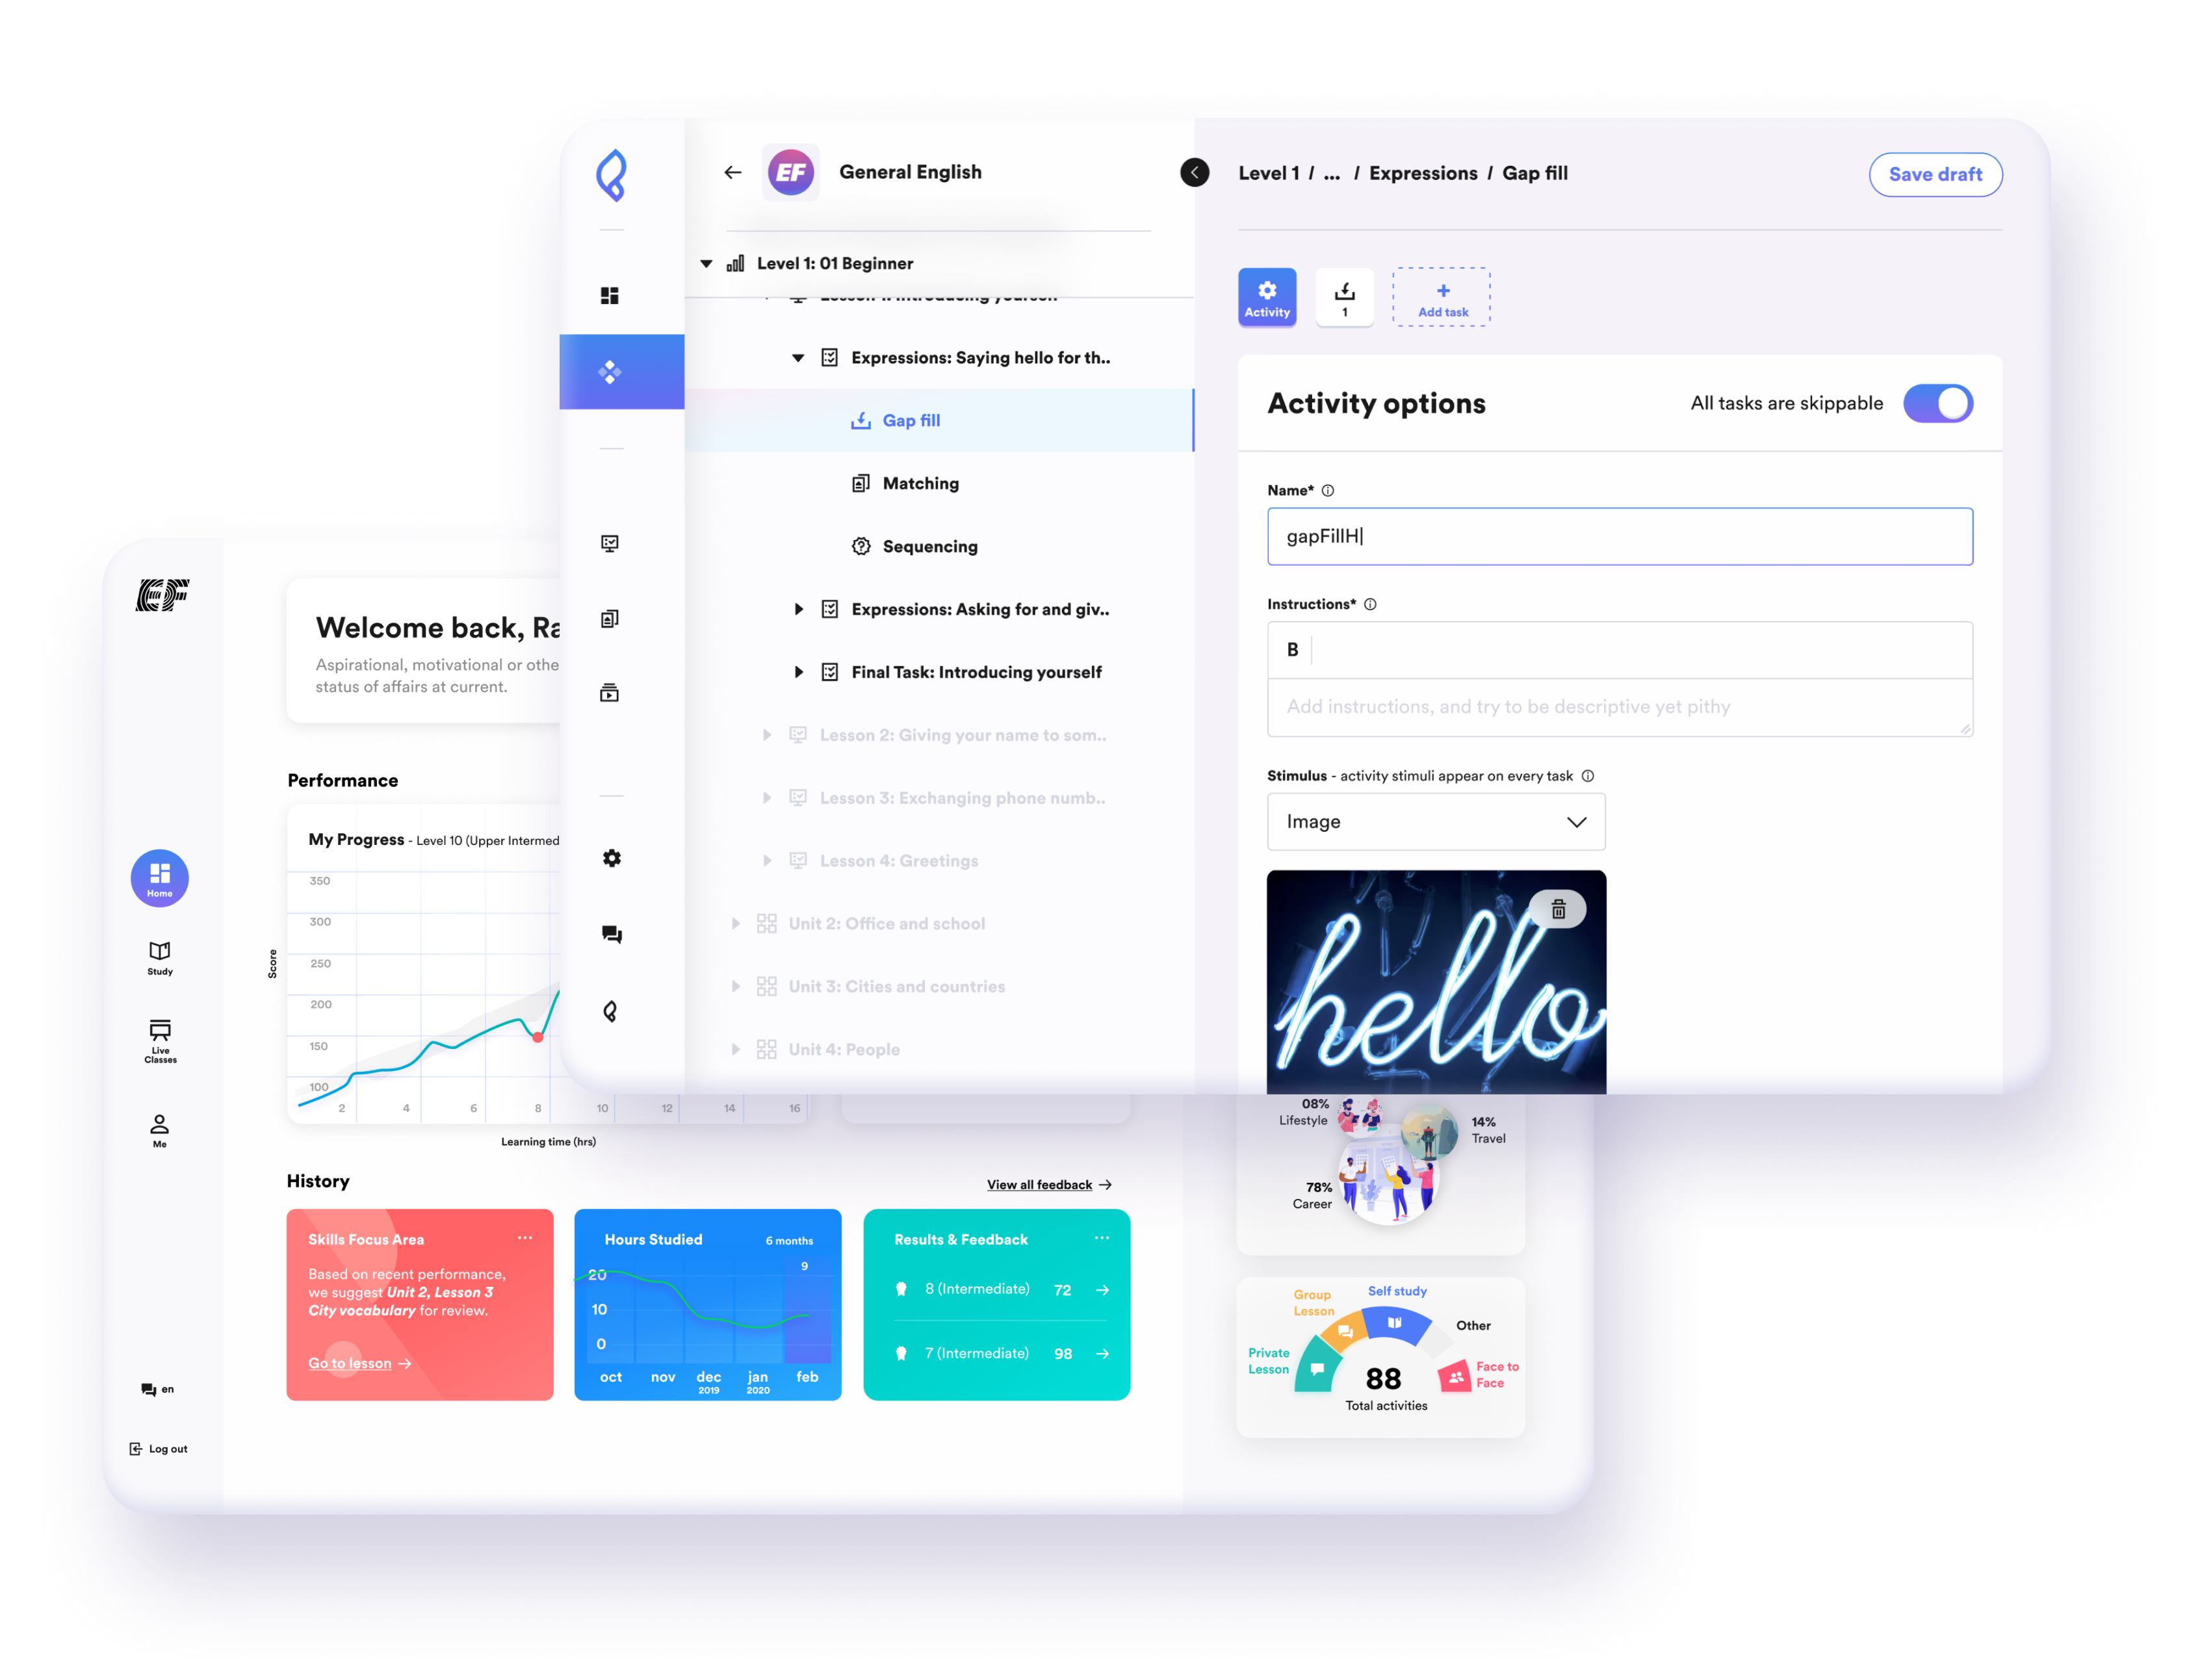 EF
General English
Level 1 / ... / Expressions / Gap fill
Save draft
Level 1: 01 Beginner
Lesson 1: Introducing yourself
Expressions: Saying hello for th..
Gap fill
Matching
Sequencing
Expressions: Asking for and giv..
Final Task: Introducing yourself
Lesson 2: Giving your name to som..
Lesson 3: Exchanging phone numb..
Lesson 4: Greetings
Unit 2: Office and school
Unit 3: Cities and countries
Unit 4: People
Activity
1
+
Add task
Activity options
All tasks are skippable
Name*
gapFillH
Instructions*
B
Add instructions, and try to be descriptive yet pithy
Stimulus - activity stimuli appear on every task
Image
hello
EF
Home
Study
Live
Classes
Me
en
Log out
Welcome back, Ra
Aspirational, motivational or othe
status of affairs at current.
Performance
My Progress - Level 10 (Upper Intermed
350
300
250
200
150
100
Score
2 4 6 8 10 12 14 16
Learning time (hrs)
History
View all feedback
Skills Focus Area
Based on recent performance,
we suggest Unit 2, Lesson 3
City vocabulary for review.
Go to lesson
Hours Studied
6 months
9
20
10
0
oct nov dec jan feb
2019 2020
Results & Feedback
8 (Intermediate) 72
7 (Intermediate) 98
08%
Lifestyle
14%
Travel
78%
Career
Group
Lesson
Self study
Other
Private
Lesson
Face to
Face
88
Total activities